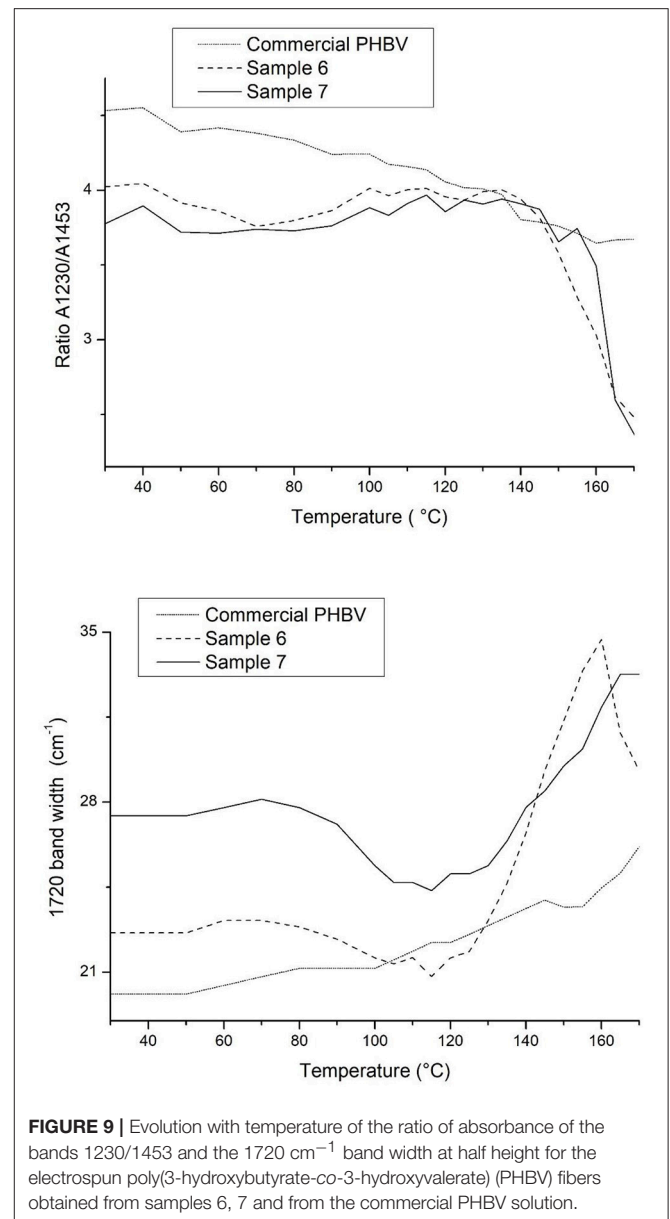 Commercial PHBV
Sample 6
Sample 7
Ratio A1230/A1453
4
3
40 60 80 100 120 140 160
Temperature ( °C)
Commercial PHBV
Sample 6
Sample 7
1720 band width (cm⁻¹)
35
28
21
40 60 80 100 120 140 160
Temperature (°C)
FIGURE 9 | Evolution with temperature of the ratio of absorbance of the
bands 1230/1453 and the 1720 cm⁻¹ band width at half height for the
electrospun poly(3-hydroxybutyrate-co-3-hydroxyvalerate) (PHBV) fibers
obtained from samples 6, 7 and from the commercial PHBV solution.